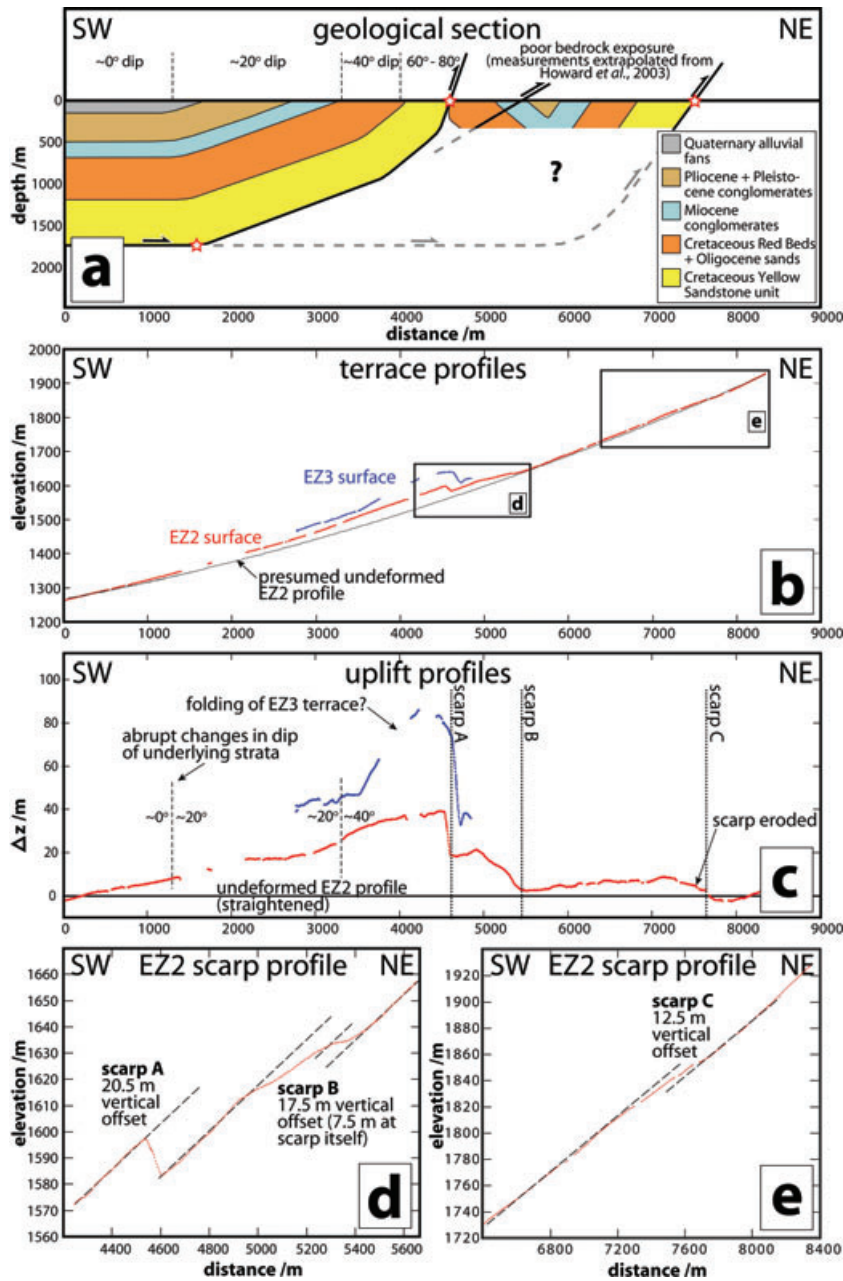 SW geological section NE
~0° dip ~20° dip ~40° dip 60° - 80°
poor bedrock exposure
(measurements extrapolated from
Howard et al., 2003)
0
500
1000
1500
2000
depth /m
?
a
Quaternary alluvial
fans
Pliocene + Pleisto-
cene conglomerates
Miocene
conglomerates
Cretaceous Red Beds
+ Oligocene sands
Cretaceous Yellow
Sandstone unit
0 1000 2000 3000 4000 5000 6000 7000 8000 9000
distance /m
SW terrace profiles NE
2000
1900
1800
1700
1600
1500
1400
1300
1200
elevation /m
EZ3 surface
EZ2 surface
presumed undeformed
EZ2 profile
d
e
b
0 1000 2000 3000 4000 5000 6000 7000 8000 9000
SW uplift profiles NE
100
80
60
40
20
0
Δz /m
folding of EZ3 terrace?
abrupt changes in dip
of underlying strata
~0° ~20°
~20° ~40°
scarp A
scarp B
scarp C
scarp eroded
undeformed EZ2 profile
(straightened)
c
0 1000 2000 3000 4000 5000 6000 7000 8000 9000
SW EZ2 scarp profile NE
1660
1650
1640
1630
1620
1610
1600
1590
1580
1570
1560
elevation /m
scarp A
20.5 m
vertical
offset
scarp B
17.5 m vertical
offset (7.5 m at
scarp itself)
d
4400 4600 4800 5000 5200 5400 5600
distance /m
SW EZ2 scarp profile NE
1920
1900
1880
1860
1840
1820
1800
1780
1760
1740
1720
elevation /m
scarp C
12.5 m
vertical
offset
e
6800 7200 7600 8000 8400
distance /m